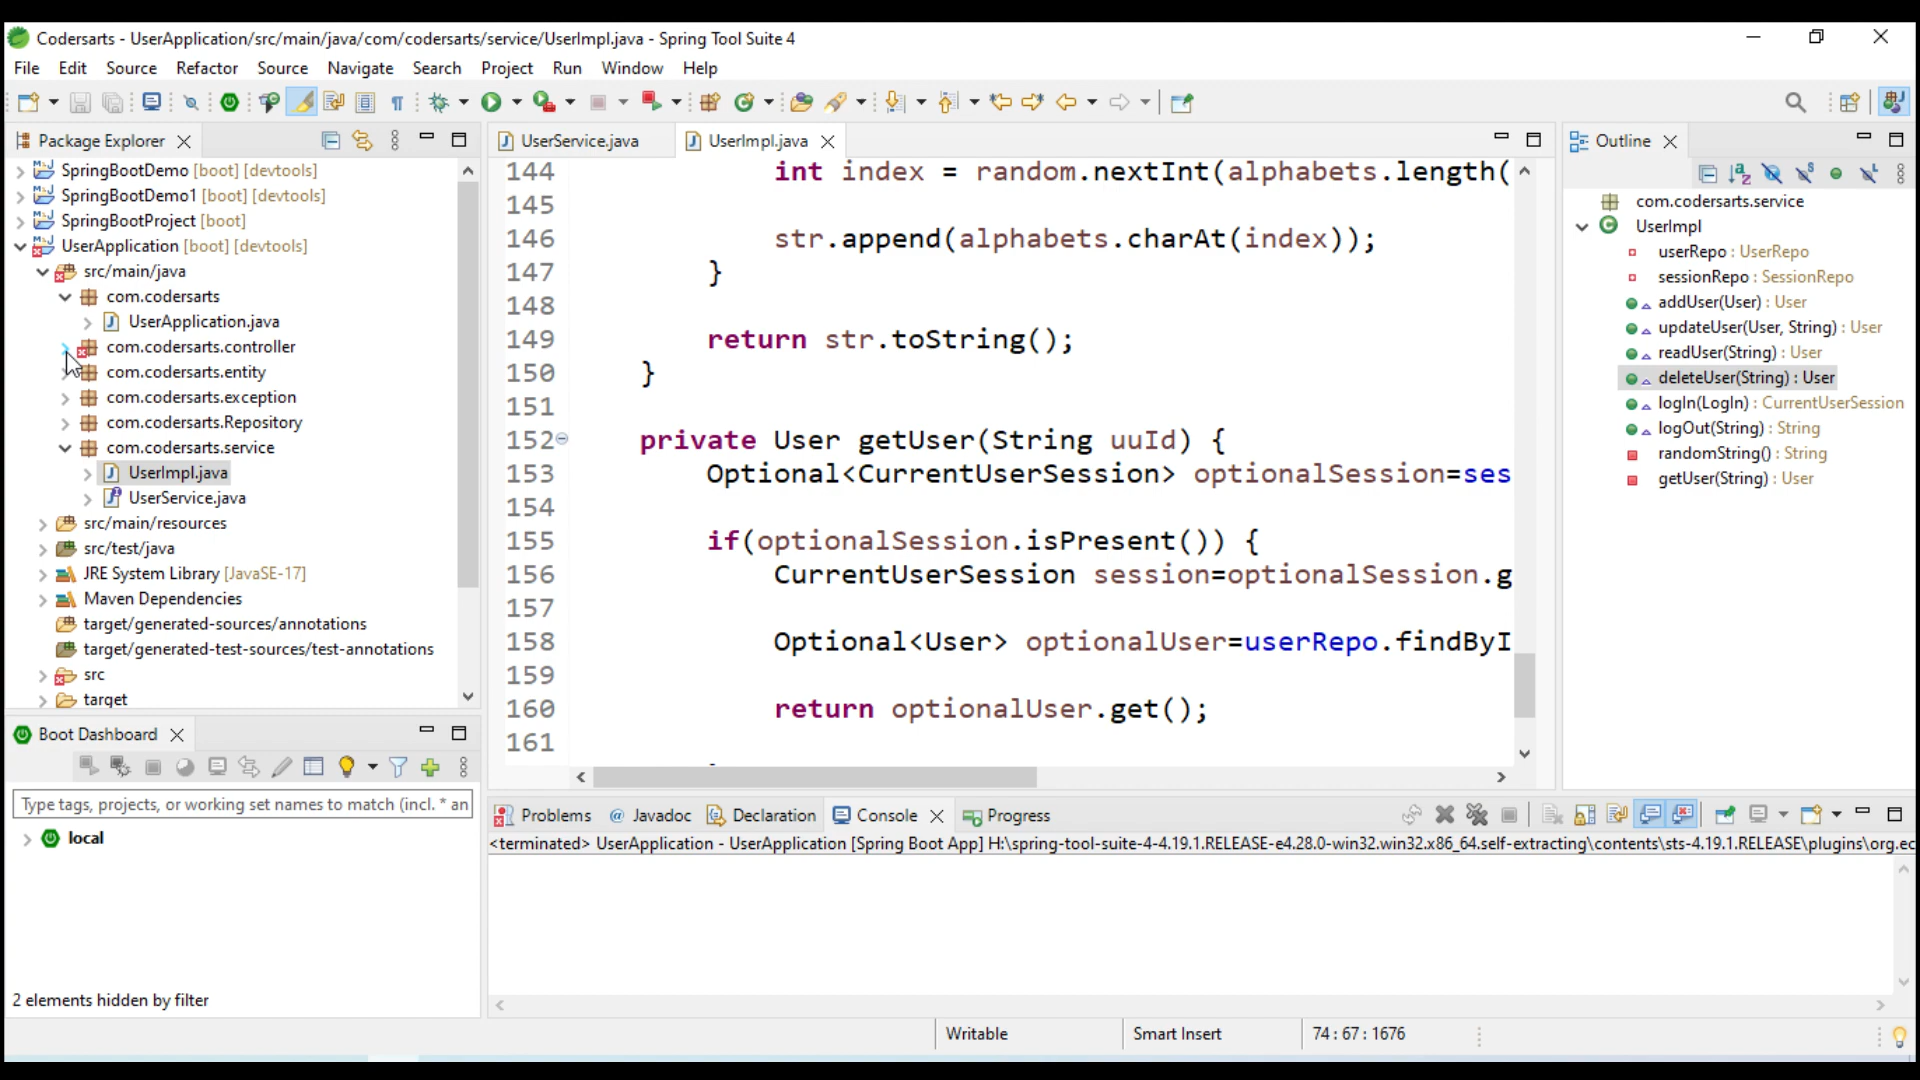 Codersarts - UserApplication/src/main/java/com/codersarts/service/UserImpl.java - Spring Tool Suite 4
File Edit Source Refactor Source Navigate Search Project Run Window Help
Package Explorer
SpringBootDemo [boot] [devtools]
SpringBootDemo1 [boot] [devtools]
SpringBootProject [boot]
UserApplication [boot] [devtools]
src/main/java
com.codersarts
UserApplication.java
com.codersarts.controller
com.codersarts.entity
com.codersarts.exception
com.codersarts.Repository
com.codersarts.service
UserImpl.java
UserService.java
src/main/resources
src/test/java
JRE System Library [JavaSE-17]
Maven Dependencies
target/generated-sources/annotations
target/generated-test-sources/test-annotations
src
target
Boot Dashboard
Type tags, projects, or working set names to match (incl. * an
local
2 elements hidden by filter
UserService.java UserImpl.java
144 int index = random.nextInt(alphabets.length(
145
146 str.append(alphabets.charAt(index));
147 }
148
149 return str.toString();
150 }
151
152 private User getUser(String uuId) {
153 Optional<CurrentUserSession> optionalSession=ses
154
155 if(optionalSession.isPresent()) {
156 CurrentUserSession session=optionalSession.g
157
158 Optional<User> optionalUser=userRepo.findByI
159
160 return optionalUser.get();
161
Outline
com.codersarts.service
UserImpl
userRepo : UserRepo
sessionRepo : SessionRepo
addUser(User) : User
updateUser(User, String) : User
readUser(String) : User
deleteUser(String) : User
logIn(LogIn) : CurrentUserSession
logOut(String) : String
randomString() : String
getUser(String) : User
Problems @ Javadoc Declaration Console Progress
<terminated> UserApplication - UserApplication [Spring Boot App] H:\spring-tool-suite-4-4.19.1.RELEASE-e4.28.0-win32.win32.x86_64.self-extracting\contents\sts-4.19.1.RELEASE\plugins\org.ec
Writable Smart Insert 74 : 67 : 1676